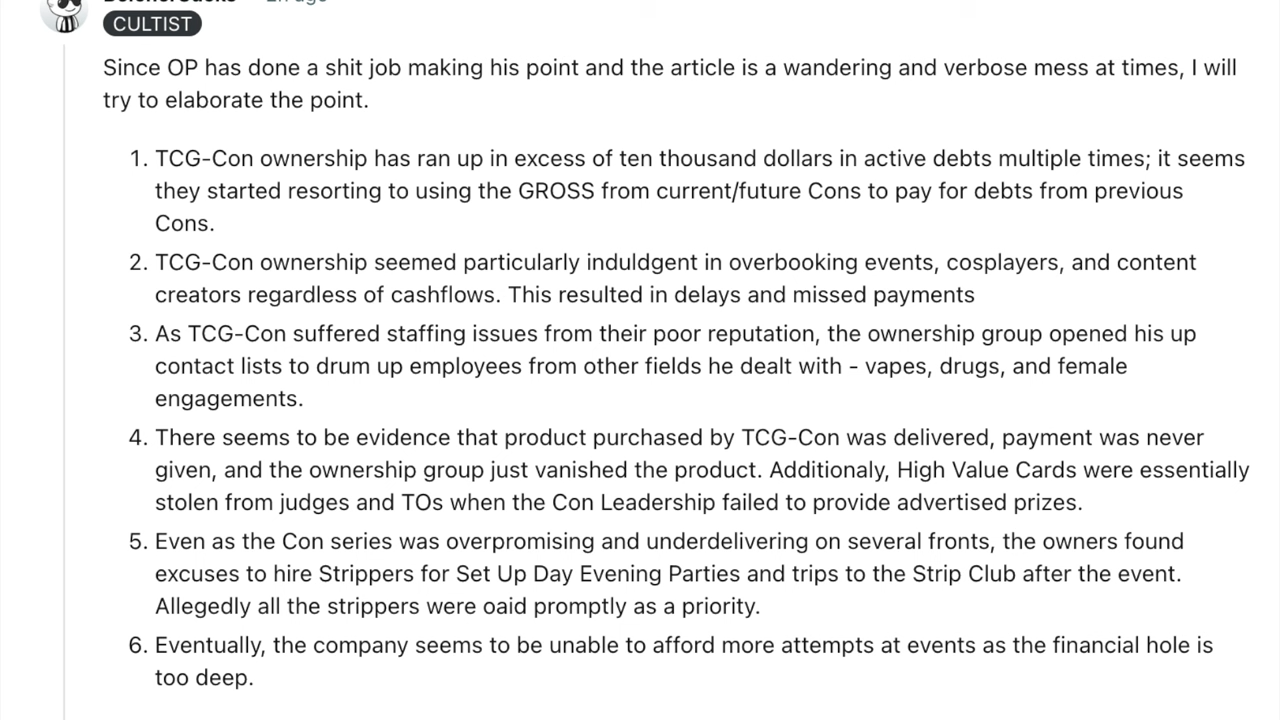 CULTIST
Since OP has done a shit job making his point and the article is a wandering and verbose mess at times, I will
try to elaborate the point.
1. TCG-Con ownership has ran up in excess of ten thousand dollars in active debts multiple times; it seems
they started resorting to using the GROSS from current/future Cons to pay for debts from previous
Cons.
2. TCG-Con ownership seemed particularly induldgent in overbooking events, cosplayers, and content
creators regardless of cashflows. This resulted in delays and missed payments
3. As TCG-Con suffered staffing issues from their poor reputation, the ownership group opened his up
contact lists to drum up employees from other fields he dealt with - vapes, drugs, and female
engagements.
4. There seems to be evidence that product purchased by TCG-Con was delivered, payment was never
given, and the ownership group just vanished the product. Additionaly, High Value Cards were essentially
stolen from judges and TOs when the Con Leadership failed to provide advertised prizes.
5. Even as the Con series was overpromising and underdelivering on several fronts, the owners found
excuses to hire Strippers for Set Up Day Evening Parties and trips to the Strip Club after the event.
Allegedly all the strippers were oaid promptly as a priority.
6. Eventually, the company seems to be unable to afford more attempts at events as the financial hole is
too deep.